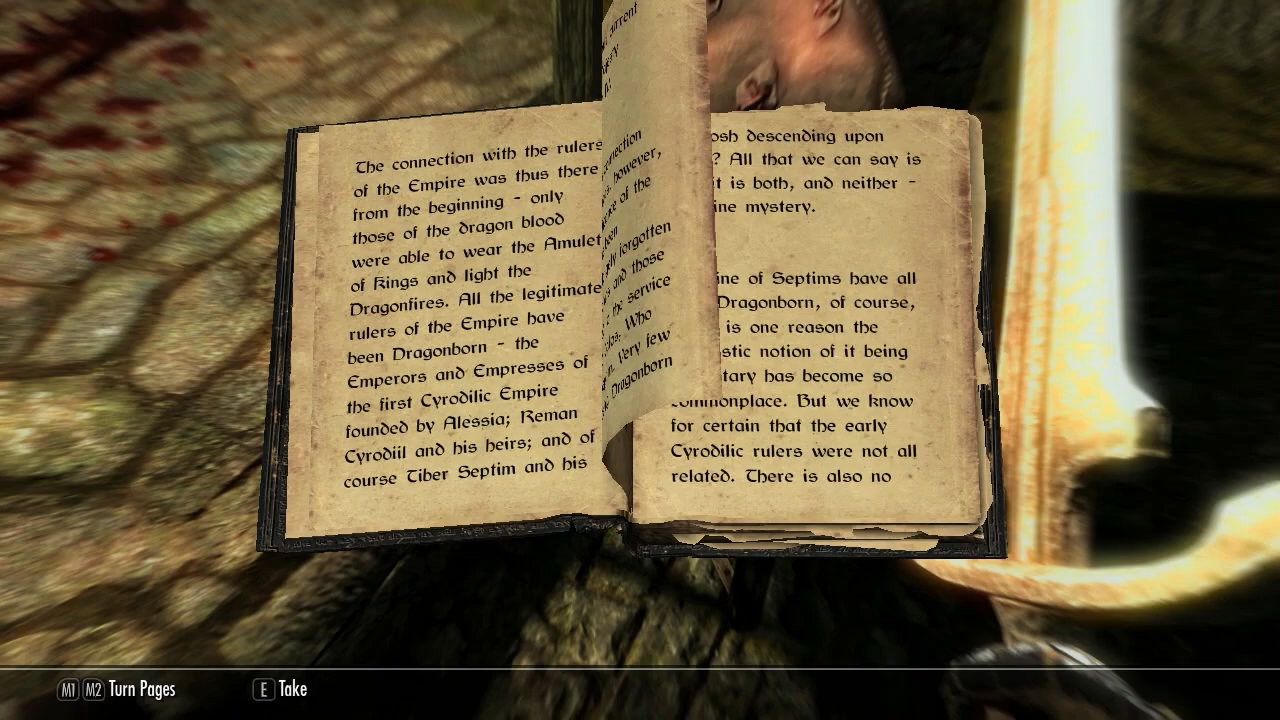 The connection with the rulers
of the Empire was thus there
from the beginning - only
those of the dragon blood
were able to wear the Amulet
of Kings and light the
Dragonfires. All the legitimate
rulers of the Empire have
been Dragonborn - the
Emperors and Empresses of
the first Cyrodilic Empire
founded by Alessia; Reman
Cyrodiil and his heirs; and of
course Tiber Septim and his
however,
of the
forgotten
and those
the service
Who
Very few
Dragonborn
descending upon
? All that we can say is
it is both, and neither -
mystery.
of Septims have all
Dragonborn, of course,
is one reason the
notion of it being
has become so
commonplace. But we know
for certain that the early
Cyrodilic rulers were not all
related. There is also no
M1 M2 Turn Pages
E Take